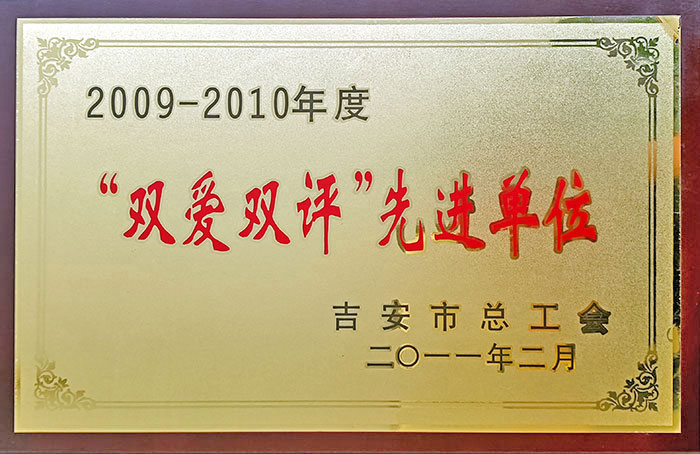 2009-2010年度
“双爱双评”先进单位
吉安市总工会
二〇一一年二月